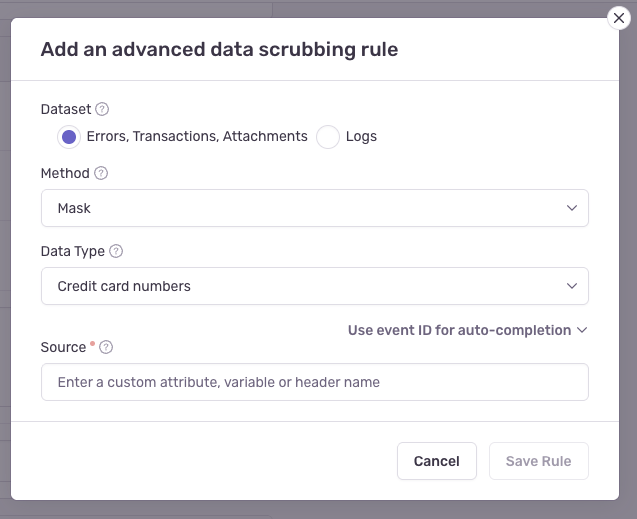 Add an advanced data scrubbing rule
Dataset
Errors, Transactions, Attachments Logs
Method
Mask
Data Type
Credit card numbers
Use event ID for auto-completion
Source *
Enter a custom attribute, variable or header name
Cancel Save Rule